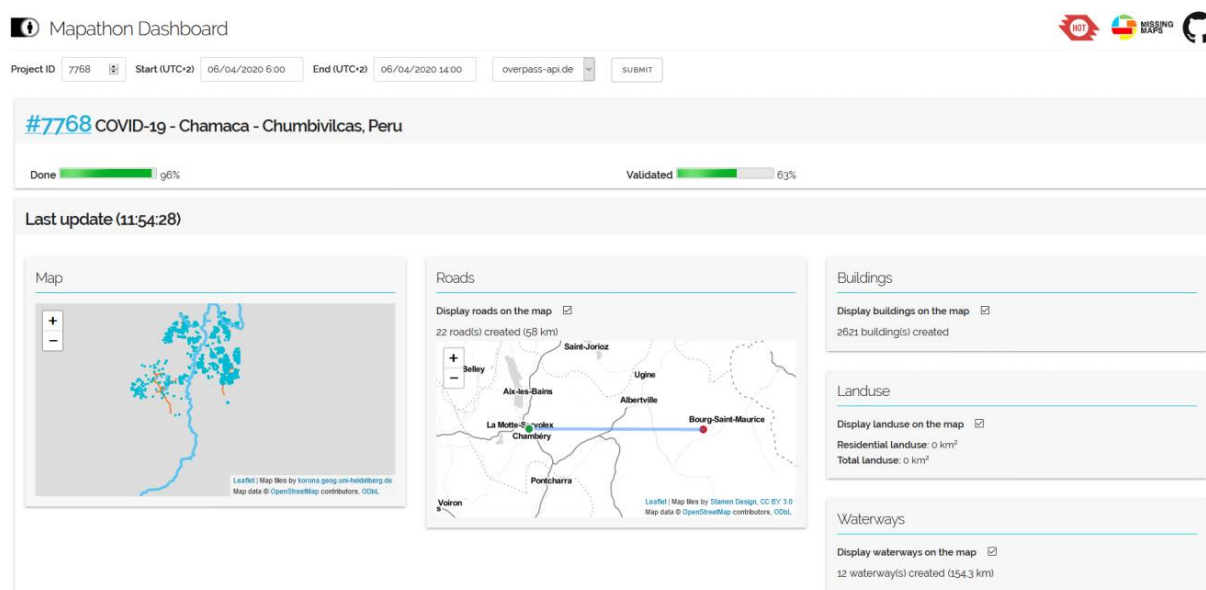 Mapathon Dashboard
HOT
MISSING MAPS
Project ID 7768 Start (UTC+2) 06/04/2020 6:00 End (UTC+2) 06/04/2020 14:00 overpass-api.de SUBMIT
#7768 COVID-19 - Chamaca - Chumbivilcas, Peru
Done 96% Validated 63%
Last update (11:54:28)
Map
+
−
Leaflet | Map tiles by korona.geog.uni-heidelberg.de
Map data © OpenStreetMap contributors, ODbL
Roads
Display roads on the map
22 road(s) created (58 km)
+
−
Saint-Jorioz
Belley
Ugine
Aix-les-Bains
Albertville
La Motte-Servolex
Bourg-Saint-Maurice
Chambéry
Pontcharra
Voiron
Leaflet | Map tiles by Stamen Design, CC BY 3.0
Map data © OpenStreetMap contributors, ODbL
Buildings
Display buildings on the map
2621 building(s) created
Landuse
Display landuse on the map
Residential landuse: 0 km²
Total landuse: 0 km²
Waterways
Display waterways on the map
12 waterway(s) created (154.3 km)